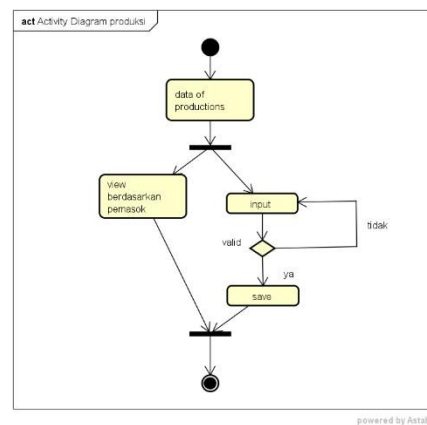 act Activity Diagram produksi
data of
productions
view
berdasarkan
pemasok
input
valid
tidak
ya
save
powered by Astah